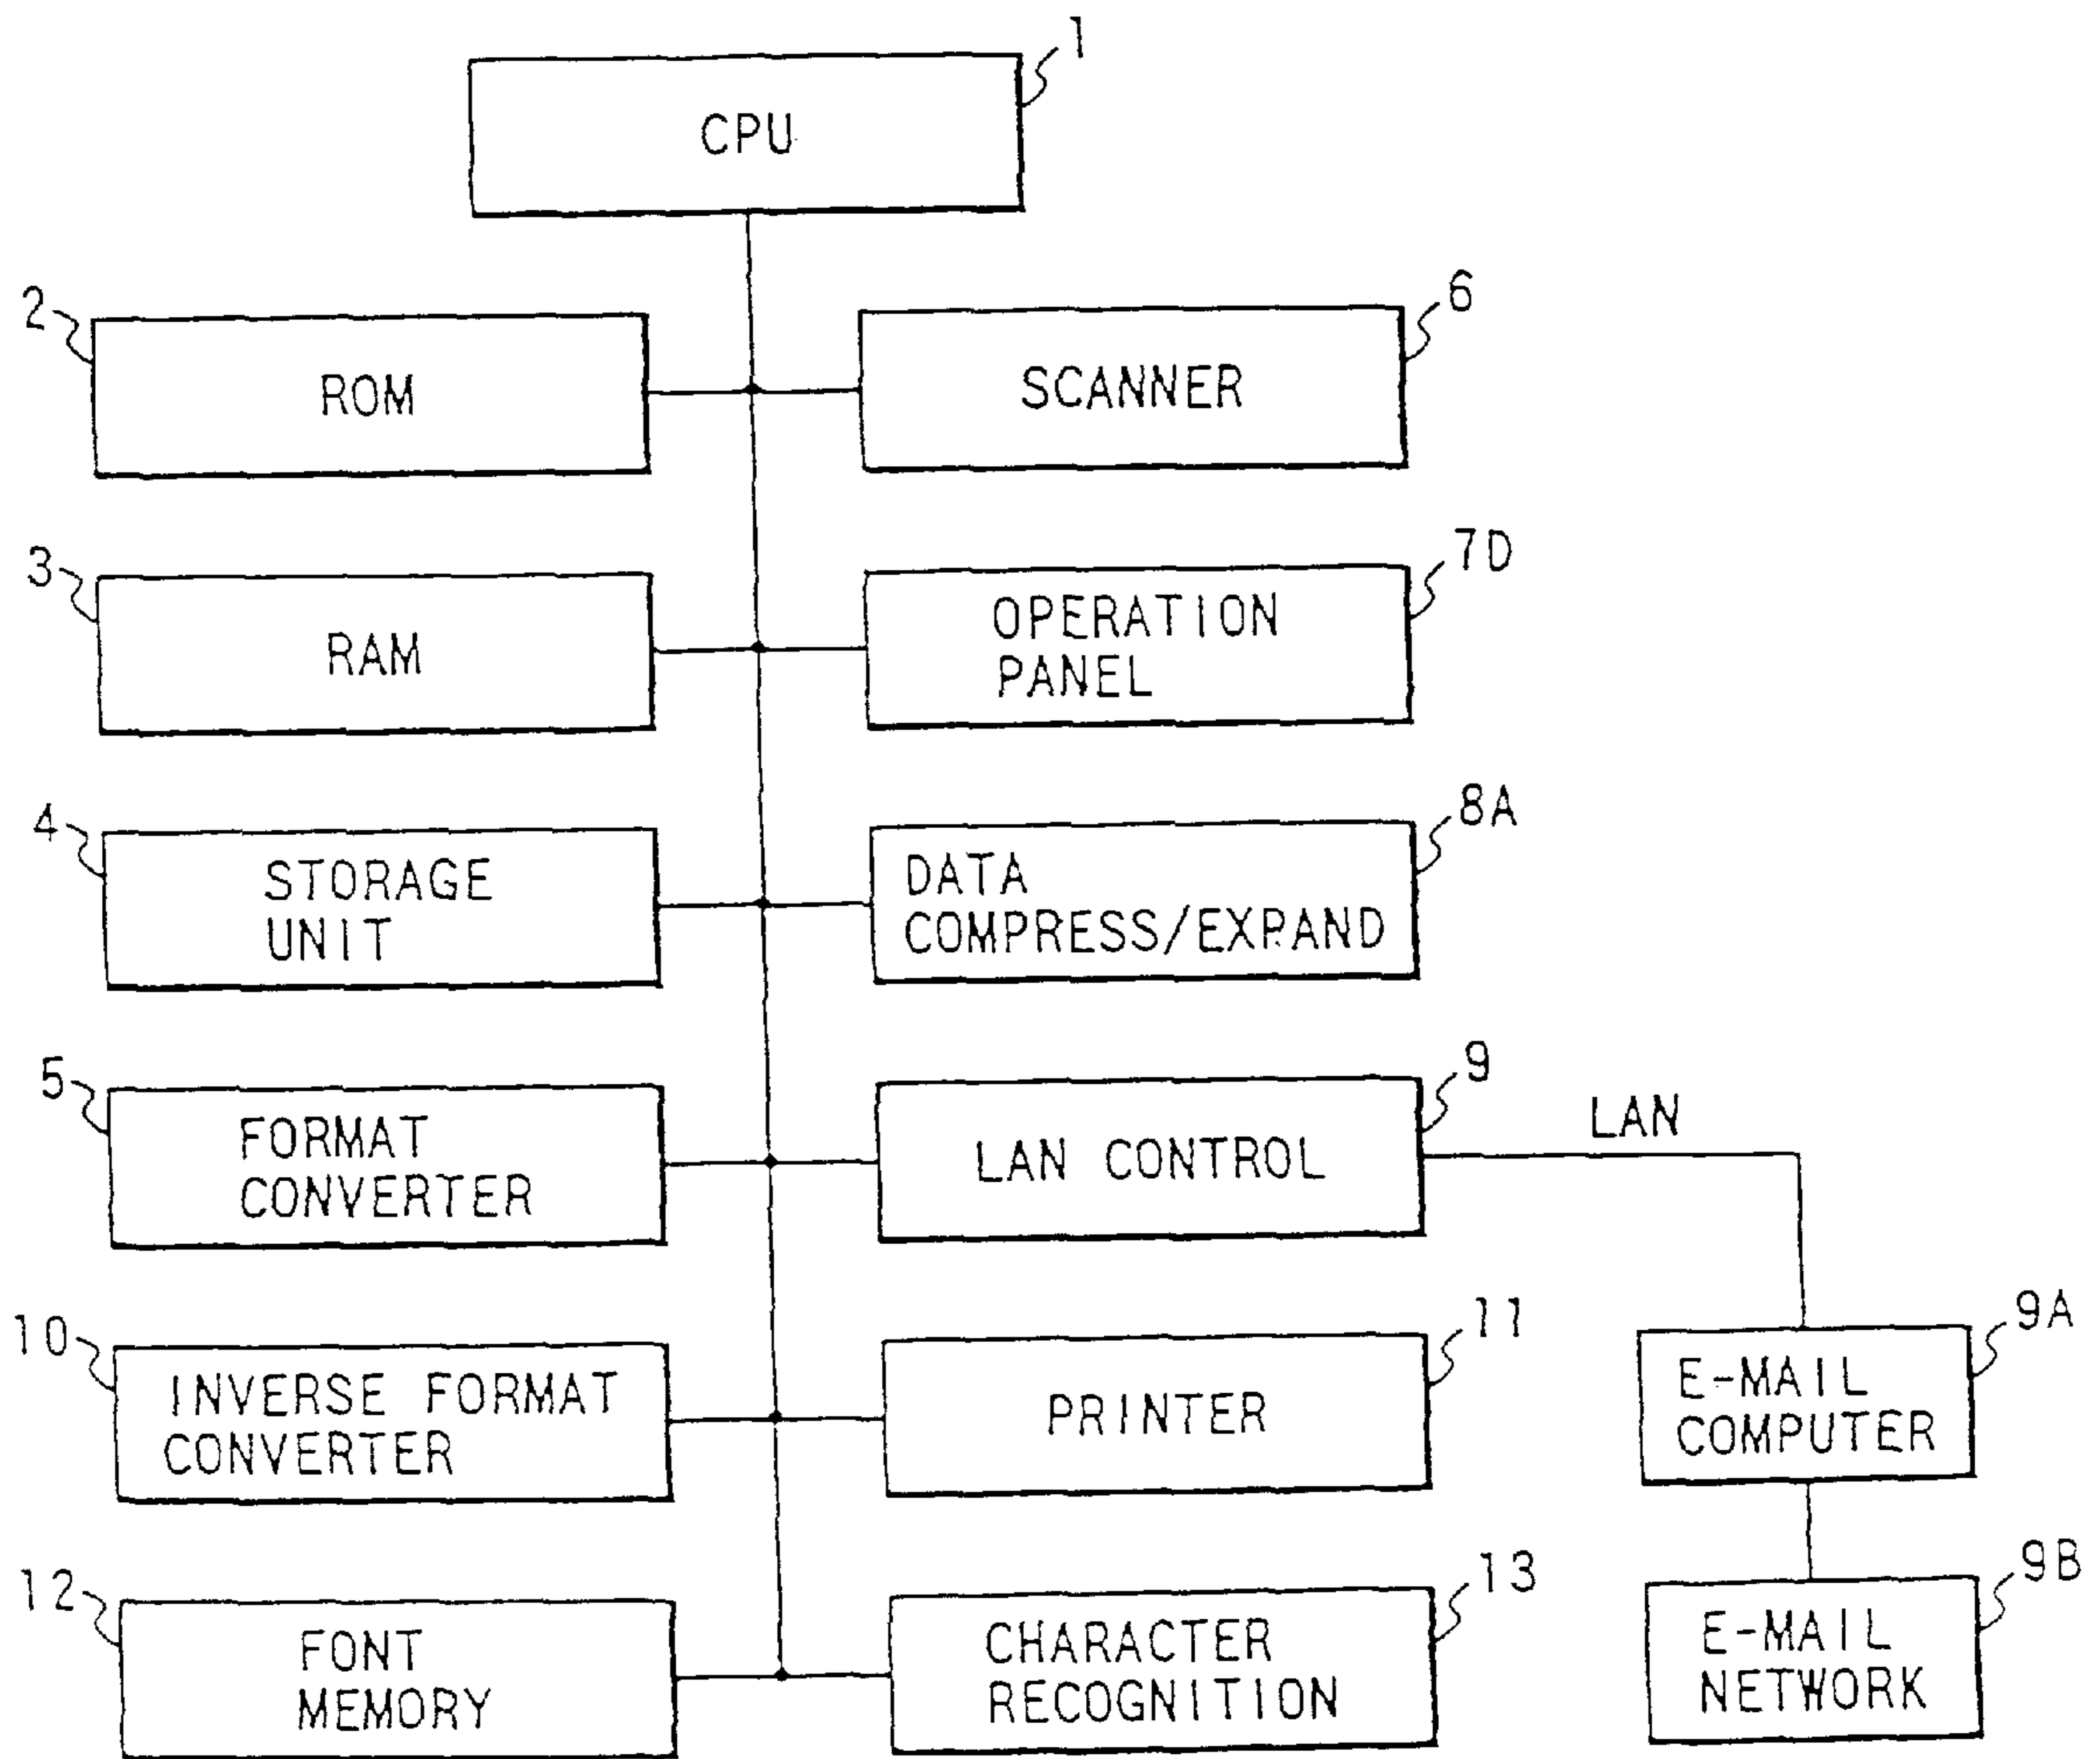 1
CPU
2
ROM
6
SCANNER
3
RAM
7D
OPERATION
PANEL
4
STORAGE
UNIT
8A
DATA
COMPRESS/EXPAND
5
FORMAT
CONVERTER
9
LAN CONTROL
LAN
10
INVERSE FORMAT
CONVERTER
11
PRINTER
9A
E-MAIL
COMPUTER
12
FONT
MEMORY
13
CHARACTER
RECOGNITION
9B
E-MAIL
NETWORK